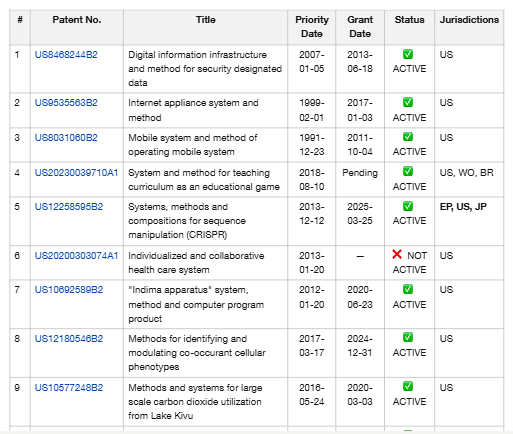 # Patent No. Title Priority Date Grant Date Status Jurisdictions
1 US8468244B2 Digital information infrastructure and method for security designated data 2007-01-05 2013-06-18 ✅ ACTIVE US
2 US9535563B2 Internet appliance system and method 1999-02-01 2017-01-03 ✅ ACTIVE US
3 US8031060B2 Mobile system and method of operating mobile system 1991-12-23 2011-10-04 ✅ ACTIVE US
4 US20230039710A1 System and method for teaching curriculum as an educational game 2018-08-10 Pending ✅ ACTIVE US, WO, BR
5 US12258595B2 Systems, methods and compositions for sequence manipulation (CRISPR) 2013-12-12 2025-03-25 ✅ ACTIVE EP, US, JP
6 US20200303074A1 Individualized and collaborative health care system 2013-01-20 — ❌ NOT ACTIVE US
7 US10692589B2 "Indima apparatus" system, method and computer program product 2012-01-20 2020-06-23 ✅ ACTIVE US
8 US12180546B2 Methods for identifying and modulating co-occurant cellular phenotypes 2017-03-17 2024-12-31 ✅ ACTIVE US
9 US10577248B2 Methods and systems for large scale carbon dioxide utilization from Lake Kivu 2016-05-24 2020-03-03 ✅ ACTIVE US